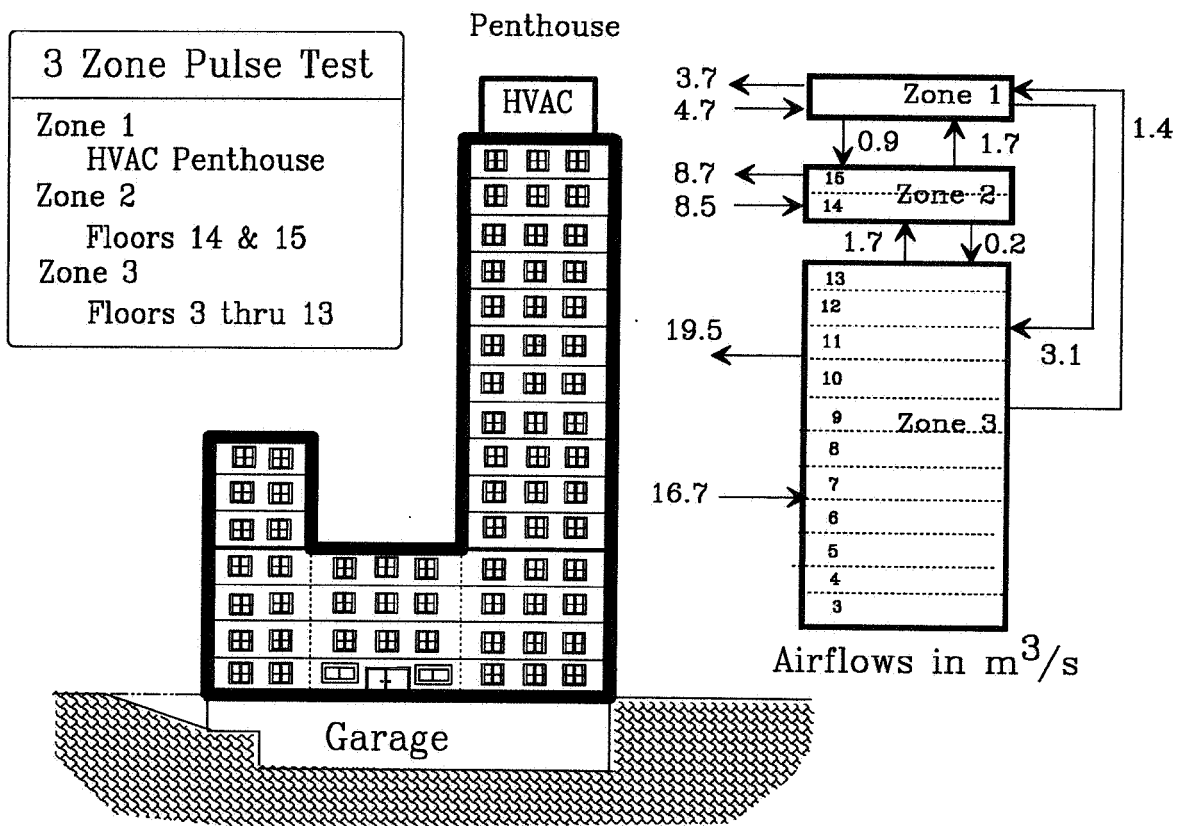 Penthouse
3 Zone Pulse Test
Zone 1
HVAC Penthouse
Zone 2
Floors 14 & 15
Zone 3
Floors 3 thru 13
HVAC
Garage
3.7
4.7
Zone 1
1.4
0.9
1.7
8.7
8.5
15
14
Zone 2
1.7
0.2
13
12
11
10
9
8
7
6
5
4
3
Zone 3
19.5
3.1
16.7
Airflows in m³/s